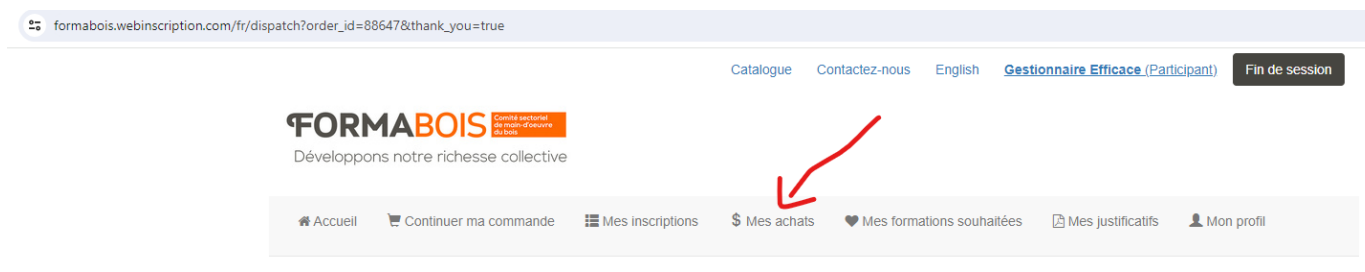 formabois.webinscription.com/fr/dispatch?order_id=88647&thank_you=true
Catalogue Contactez-nous English Gestionnaire Efficace (Participant) Fin de session
FORMABOIS Comité sectoriel
de main-d'oeuvre
du bois
Développons notre richesse collective
Accueil Continuer ma commande Mes inscriptions $ Mes achats Mes formations souhaitées Mes justificatifs Mon profil